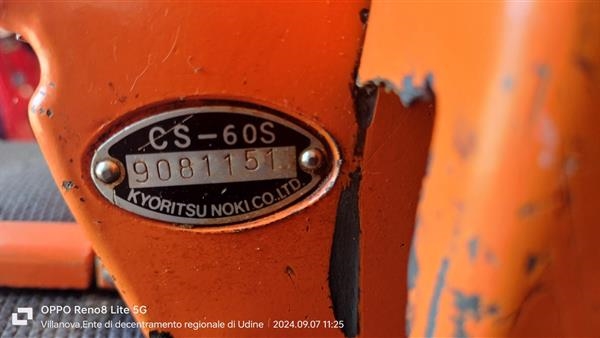 CS-60S
9081151
KYORITSU NOKI CO.,LTD.
OPPO Reno8 Lite 5G
Villanova,Ente di decentramento regionale di Udine | 2024.09.07 11:25